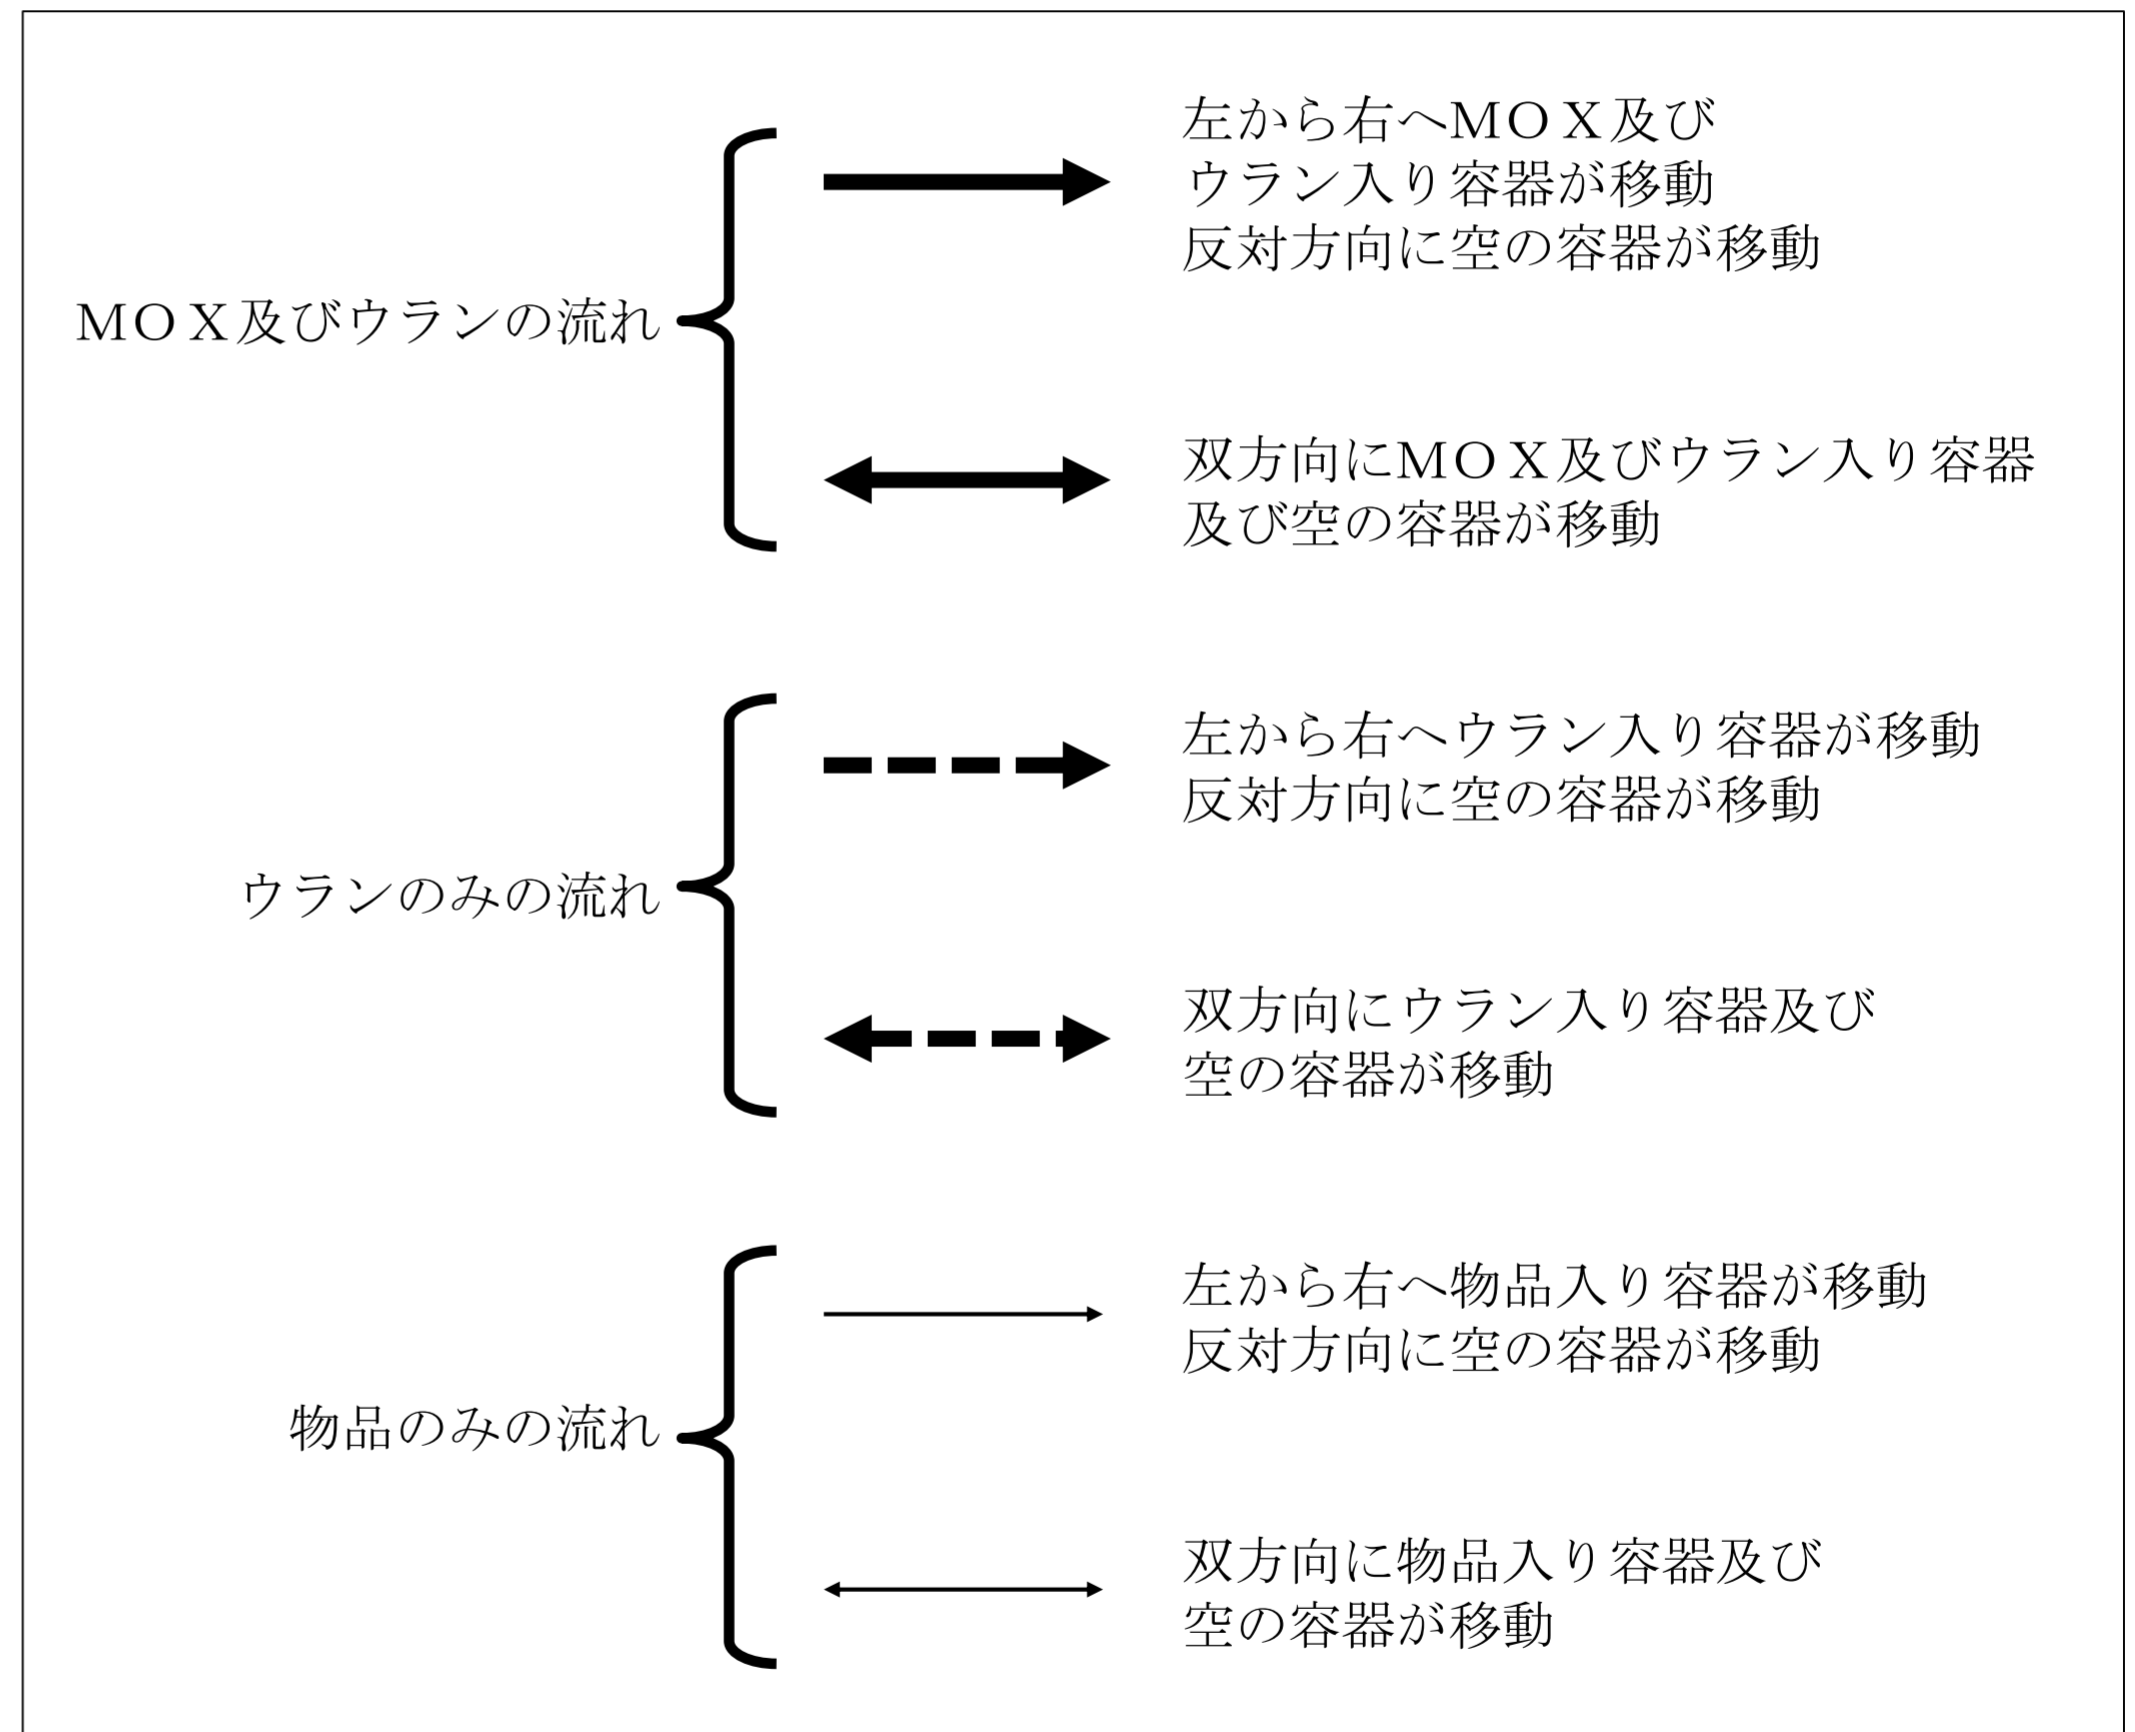 左から右へＭＯＸ及び
ウラン入り容器が移動
反対方向に空の容器が移動
ＭＯＸ及びウランの流れ
双方向にＭＯＸ及びウラン入り容器
及び空の容器が移動
左から右へウラン入り容器が移動
反対方向に空の容器が移動
ウランのみの流れ
双方向にウラン入り容器及び
空の容器が移動
左から右へ物品入り容器が移動
反対方向に空の容器が移動
物品のみの流れ
双方向に物品入り容器及び
空の容器が移動